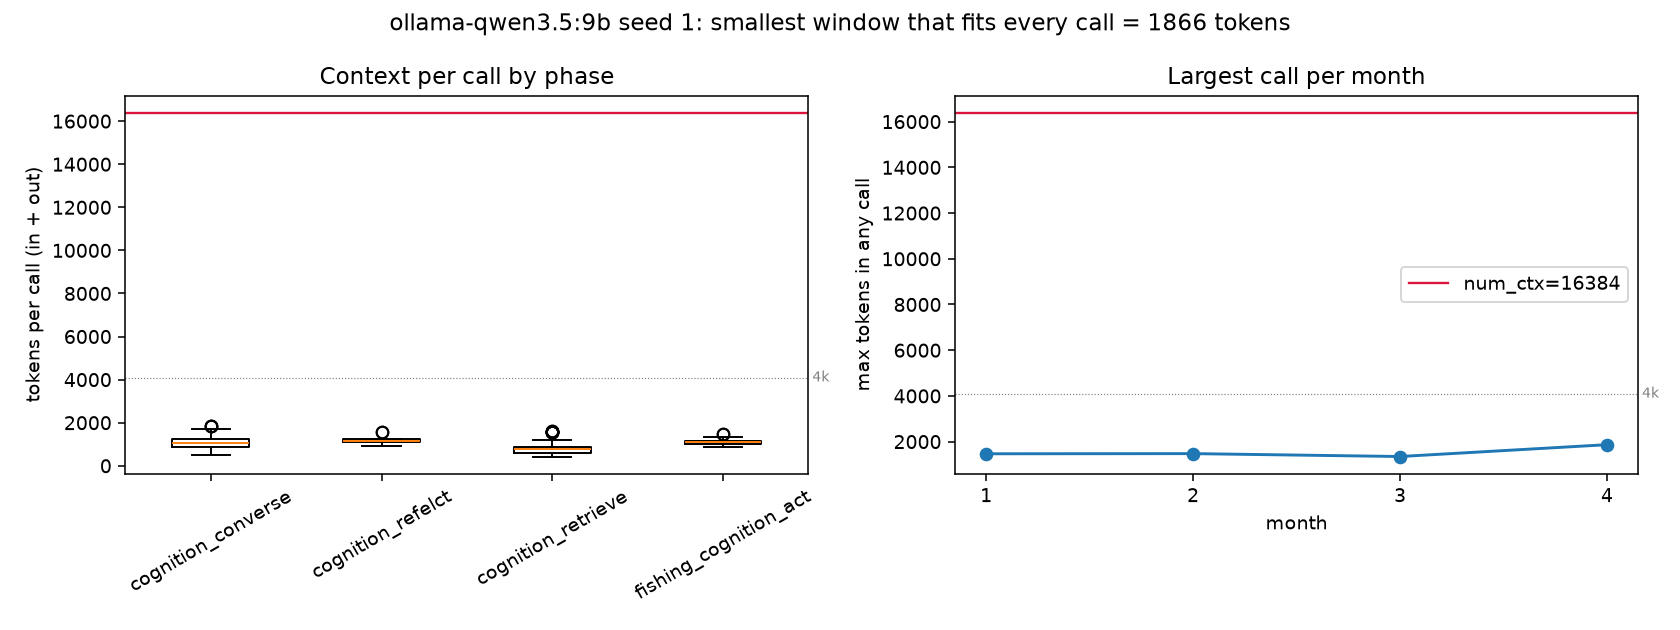 ollama-qwen3.5:9b seed 1: smallest window that fits every call = 1866 tokens
Context per call by phase
tokens per call (in + out)
16000
14000
12000
10000
8000
6000
4000
2000
0
4k
cognition_converse
cognition_refelct
cognition_retrieve
fishing_cognition_act
Largest call per month
max tokens in any call
16000
14000
12000
10000
8000
6000
4000
2000
num_ctx=16384
4k
1
2
3
4
month